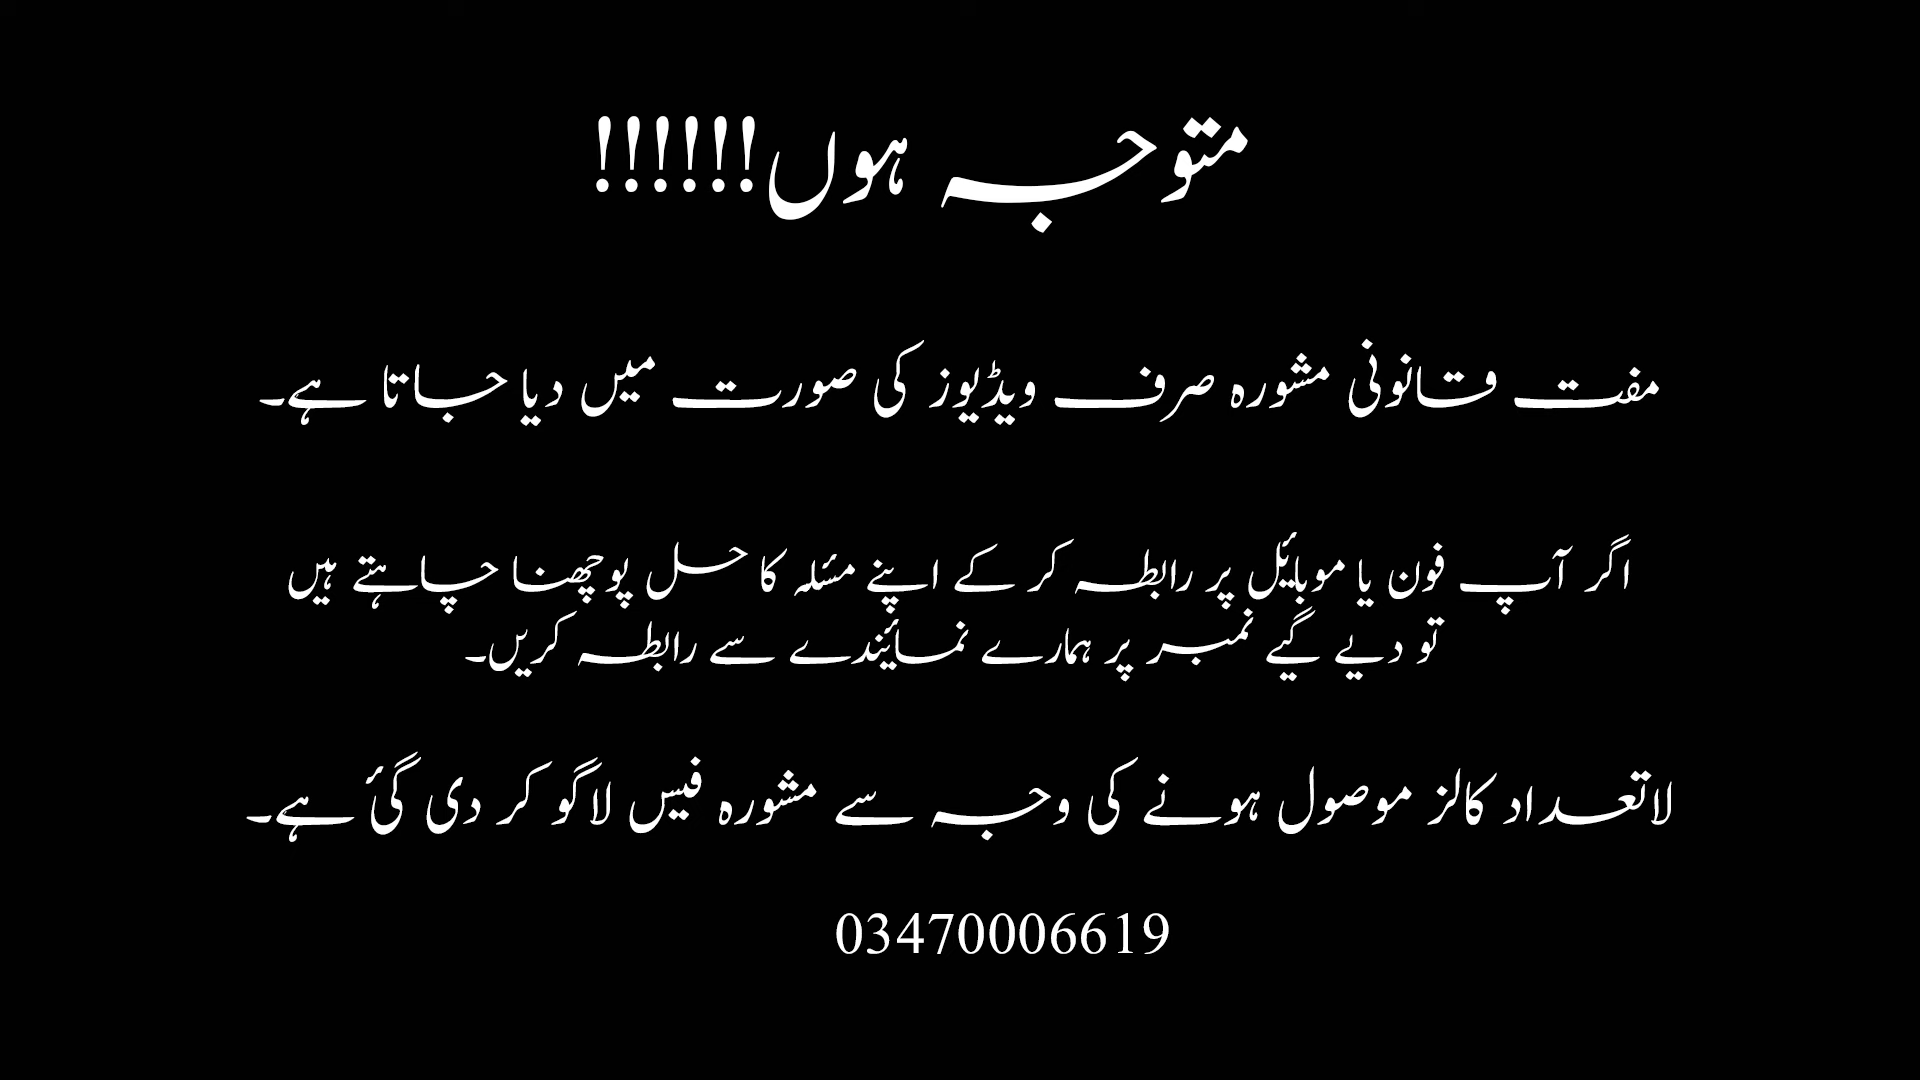 متوجہ ہوں!!!!!!
مفت قانونی مشورہ صرف ویڈیوز کی صورت میں دیا جاتا ہے۔
اگر آپ فون یا موبائیل پر رابطہ کر کے اپنے مسئلہ کا حل پوچھنا چاہتے ہیں
تو دیے گیے نمبر پر ہمارے نمائیندے سے رابطہ کریں۔
لاتعداد کالز موصول ہونے کی وجہ سے مشورہ فیس لاگو کر دی گئ ہے۔
03470006619